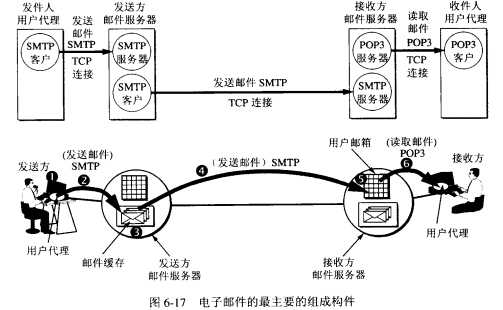 发件人
用户代理
发送
邮件
SMTP
发送方
邮件服务器
接收方
邮件服务器
读取
邮件
POP3
收件人
用户代理
SMTP
客户
TCP
连接
SMTP
服务器
POP3
服务器
TCP
连接
POP3
客户
SMTP
客户
发送邮件 SMTP
TCP 连接
SMTP
服务器
发送方
(发送邮件)
SMTP
❹ (发送邮件) SMTP
用户邮箱
(读取邮件)
POP3
接收方
❶
❷
❸
❺
❻
用户代理
邮件缓存
发送方
邮件服务器
接收方
邮件服务器
用户代理
图 6-17 电子邮件的最主要的组成构件